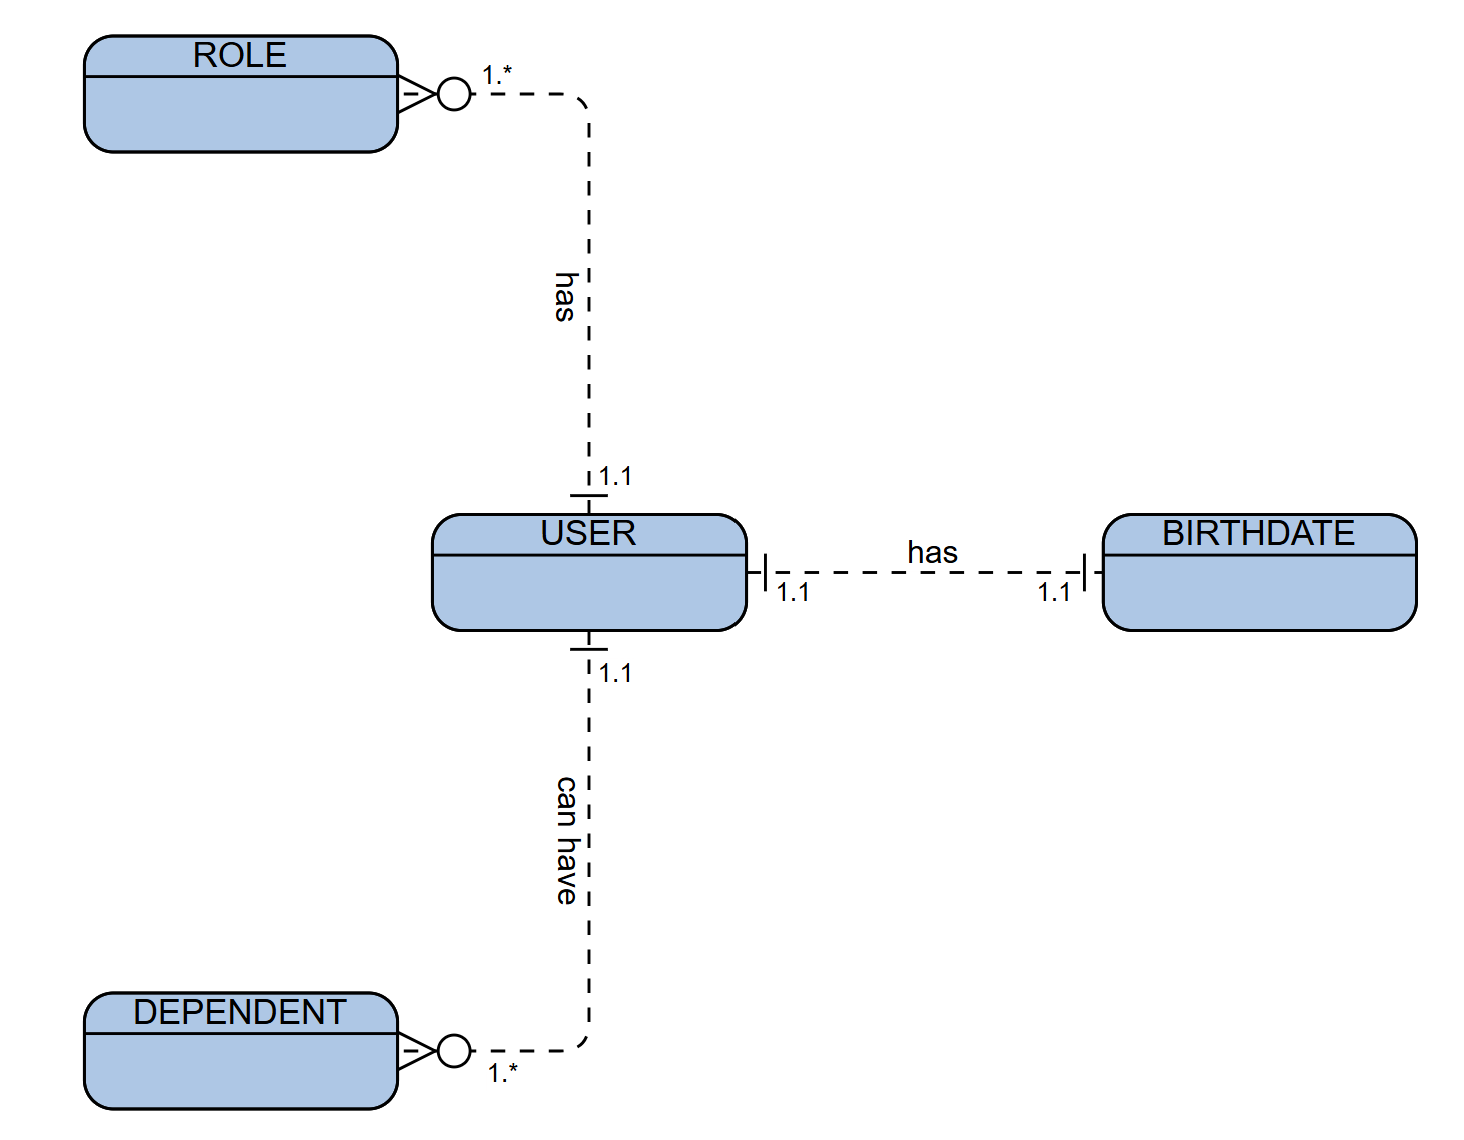 ROLE
1.*
has
1.1
USER
has
1.1
1.1
BIRTHDATE
1.1
can have
DEPENDENT
1.*